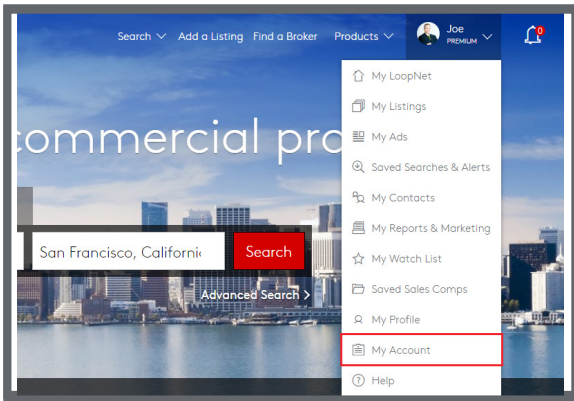 Search Add a Listing Find a Broker Products Joe
PREMIUM
0
My LoopNet
My Listings
My Ads
Saved Searches & Alerts
My Contacts
My Reports & Marketing
My Watch List
Saved Sales Comps
My Profile
My Account
Help
commercial pro
San Francisco, Californi
Search
Advanced Search >